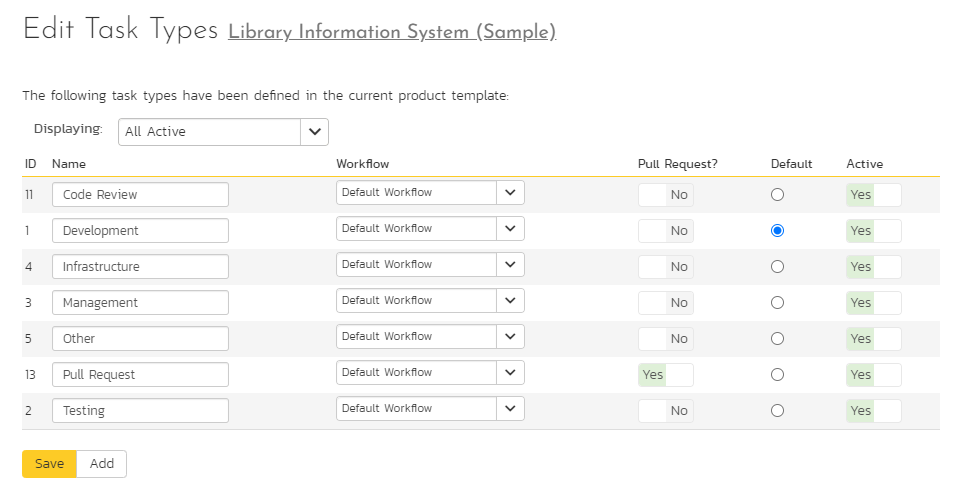 Edit Task Types Library Information System (Sample)
The following task types have been defined in the current product template:
Displaying: All Active
ID Name Workflow Pull Request? Default Active
11 Code Review Default Workflow No Yes
1 Development Default Workflow No Yes
4 Infrastructure Default Workflow No Yes
3 Management Default Workflow No Yes
5 Other Default Workflow No Yes
13 Pull Request Default Workflow Yes Yes
2 Testing Default Workflow No Yes
Save Add